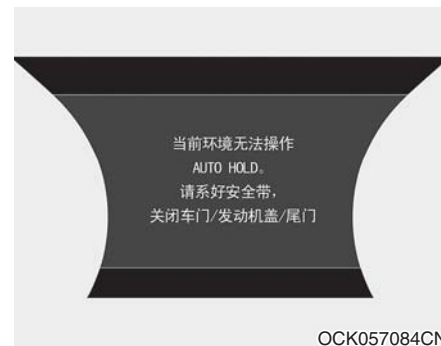 当前环境无法操作
AUTO HOLD。
请系好安全带,
关闭车门/发动机盖/尾门
OCK057084CN